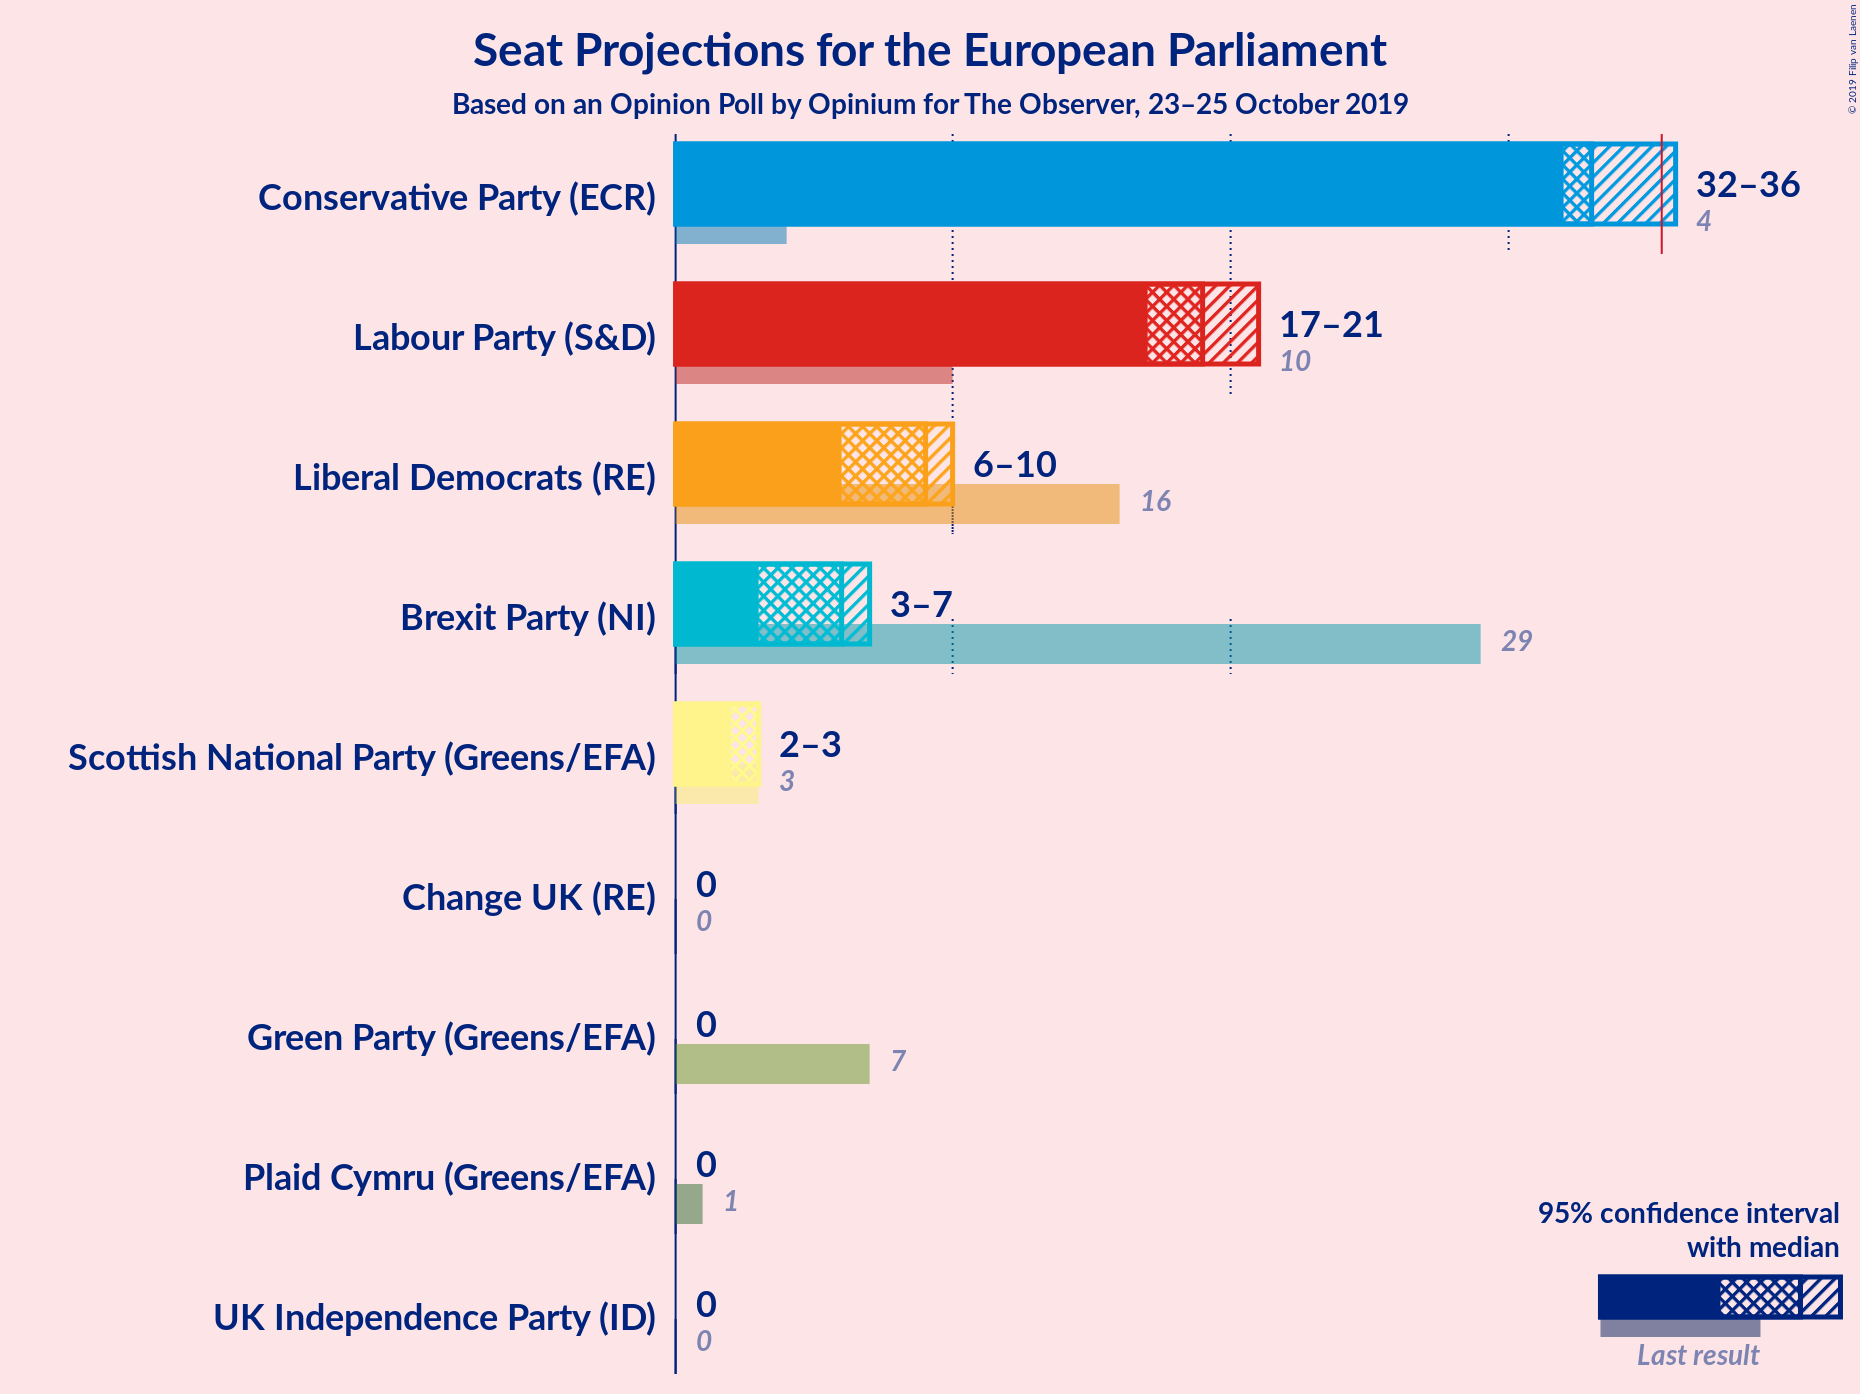 Seat Projections for the European Parliament
Based on an Opinion Poll by Opinium for The Observer, 23–25 October 2019
© 2019 Filip van Laenen
Conservative Party (ECR)
32–36
4
Labour Party (S&D)
17–21
10
Liberal Democrats (RE)
6–10
16
Brexit Party (NI)
3–7
29
Scottish National Party (Greens/EFA)
2–3
3
Change UK (RE)
0
0
Green Party (Greens/EFA)
0
7
Plaid Cymru (Greens/EFA)
0
1
UK Independence Party (ID)
0
0
95% confidence interval
with median
Last result